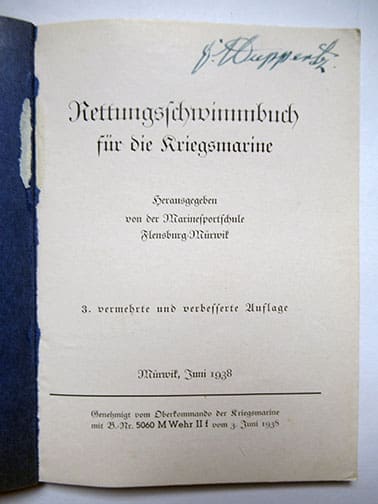 Rettungsschwimmbuch
für die Kriegsmarine
Herausgegeben
von der Marinesportschule
Flensburg-Mürwik
3. vermehrte und verbesserte Auflage
Mürwik, Juni 1938
Genehmigt vom Oberkommando der Kriegsmarine
mit B.-Nr. 5060 M Wehr II f vom 3. Juni 1938